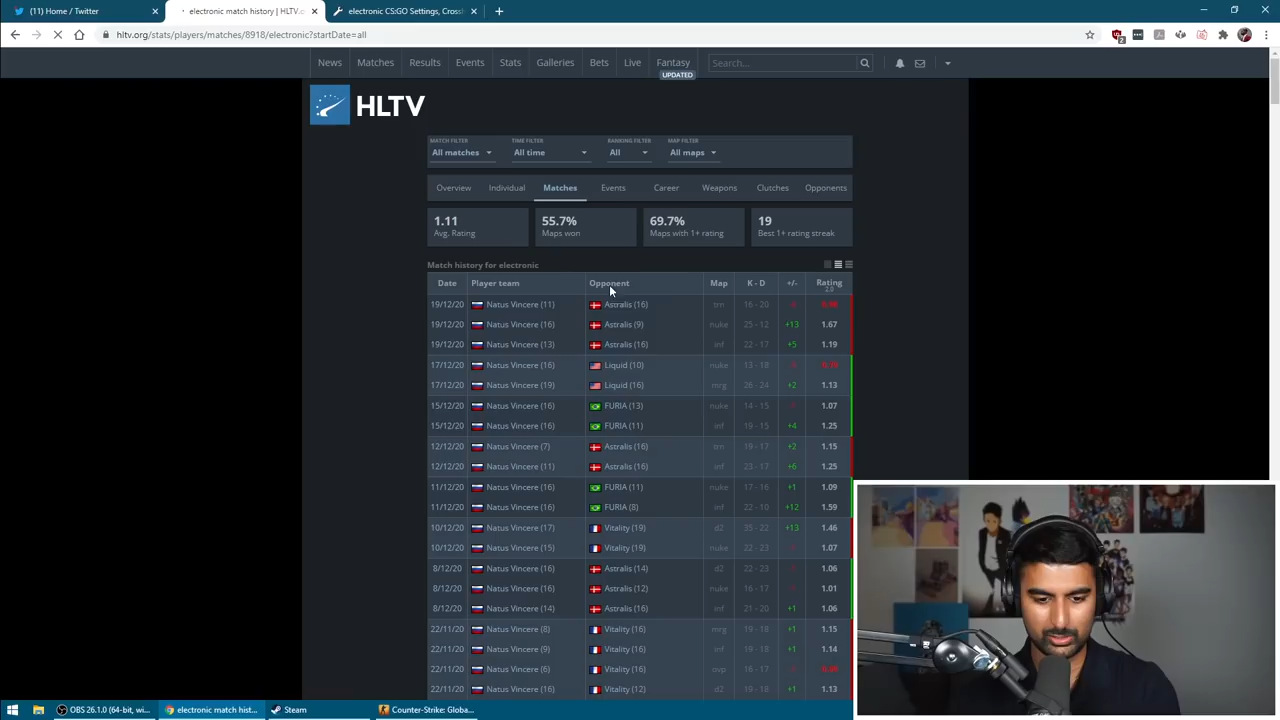 (11) Home / Twitter
electronic match history | HLTV.c
electronic CS:GO Settings, Crossh
hltv.org/stats/players/matches/8918/electronic?startDate=all
News Matches Results Events Stats Galleries Bets Live Fantasy Search...
UPDATED
HLTV
MATCH FILTER TIME FILTER RANKING FILTER MAP FILTER
All matches All time All All maps
Overview Individual Matches Events Career Weapons Clutches Opponents
1.11 55.7% 69.7% 19
Avg. Rating Maps won Maps with 1+ rating Best 1+ rating streak
Match history for electronic
Date Player team Opponent Map K - D +/- Rating
2.0
19/12/20 Natus Vincere (11) Astralis (16) trn 16 - 20
19/12/20 Natus Vincere (16) Astralis (9) nuke 25 - 12 +13 1.67
19/12/20 Natus Vincere (13) Astralis (16) inf 22 - 17 +5 1.19
17/12/20 Natus Vincere (16) Liquid (10) nuke 13 - 18
17/12/20 Natus Vincere (19) Liquid (16) mrg 26 - 24 +2 1.13
15/12/20 Natus Vincere (16) FURIA (13) nuke 14 - 15 1.07
15/12/20 Natus Vincere (16) FURIA (11) inf 19 - 15 +4 1.25
12/12/20 Natus Vincere (7) Astralis (16) trn 19 - 17 +2 1.15
12/12/20 Natus Vincere (11) Astralis (16) inf 23 - 17 +6 1.25
11/12/20 Natus Vincere (16) FURIA (11) nuke 17 - 16 +1 1.09
11/12/20 Natus Vincere (16) FURIA (8) inf 22 - 10 +12 1.59
10/12/20 Natus Vincere (17) Vitality (19) d2 35 - 22 +13 1.46
10/12/20 Natus Vincere (15) Vitality (19) nuke 22 - 23 1.07
8/12/20 Natus Vincere (16) Astralis (14) d2 22 - 23 1.06
8/12/20 Natus Vincere (16) Astralis (12) nuke 16 - 17 1.01
8/12/20 Natus Vincere (14) Astralis (16) inf 21 - 20 +1 1.06
22/11/20 Natus Vincere (8) Vitality (16) mrg 19 - 18 +1 1.15
22/11/20 Natus Vincere (9) Vitality (16) inf 19 - 18 +1 1.14
22/11/20 Natus Vincere (6) Vitality (16) ovp 16 - 17
22/11/20 Natus Vincere (16) Vitality (12) d2 19 - 18 +1 1.13
OBS 26.1.0 (64-bit, wi... electronic match hist... Steam Counter-Strike: Globa...